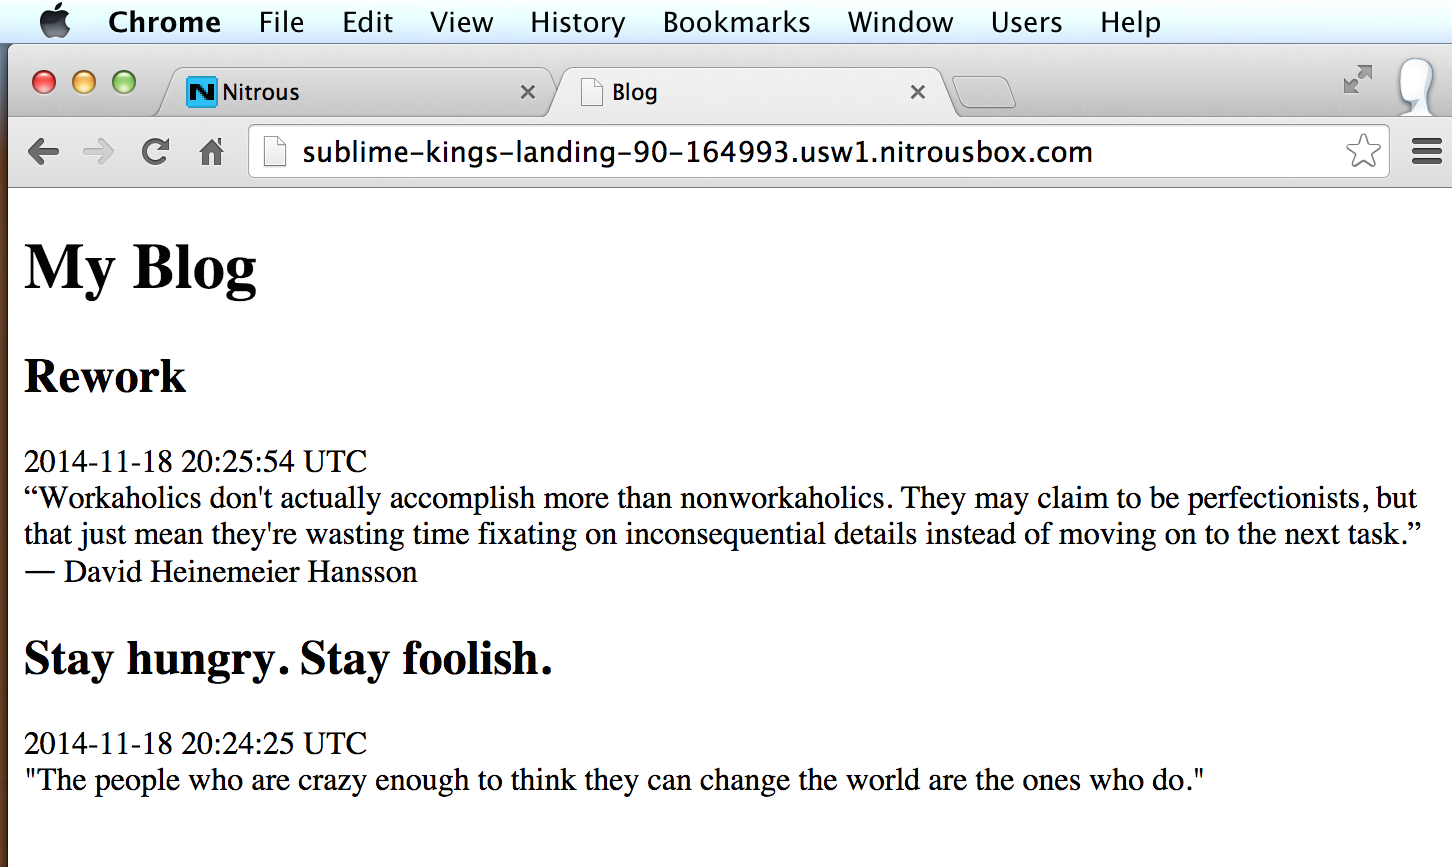 Chrome File Edit View History Bookmarks Window Users Help
N Nitrous Blog
sublime-kings-landing-90-164993.usw1.nitrousbox.com
My Blog
Rework
2014-11-18 20:25:54 UTC
“Workaholics don't actually accomplish more than nonworkaholics. They may claim to be perfectionists, but
that just mean they're wasting time fixating on inconsequential details instead of moving on to the next task.”
— David Heinemeier Hansson
Stay hungry. Stay foolish.
2014-11-18 20:24:25 UTC
"The people who are crazy enough to think they can change the world are the ones who do."